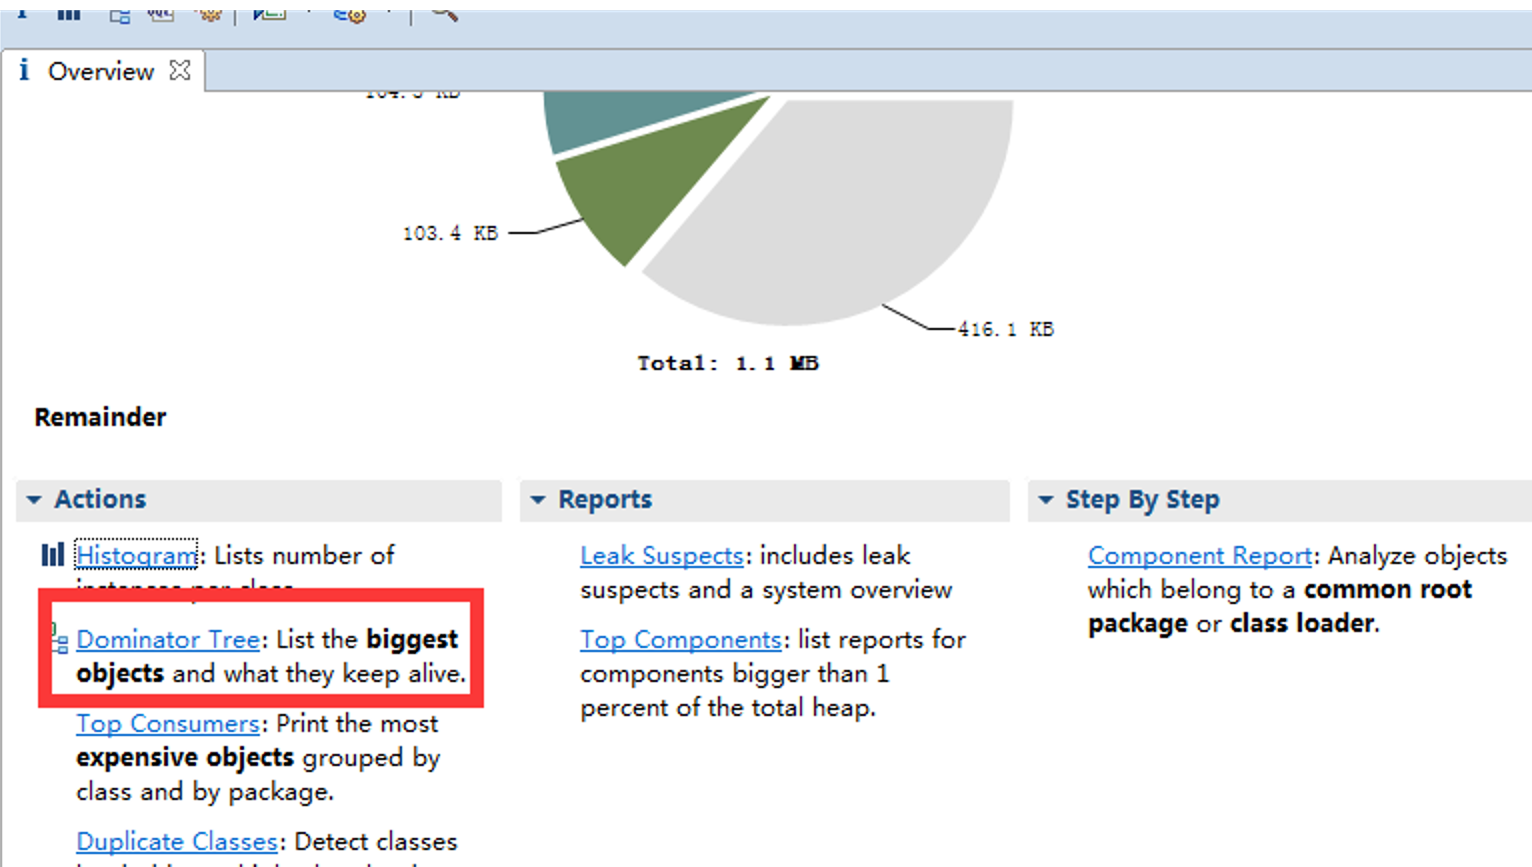 Overview
103.4 KB
416.1 KB
Total: 1.1 MB
Remainder
Actions
Histogram: Lists number of
instances per class
Dominator Tree: List the biggest
objects and what they keep alive.
Top Consumers: Print the most
expensive objects grouped by
class and by package.
Duplicate Classes: Detect classes
Reports
Leak Suspects: includes leak
suspects and a system overview
Top Components: list reports for
components bigger than 1
percent of the total heap.
Step By Step
Component Report: Analyze objects
which belong to a common root
package or class loader.